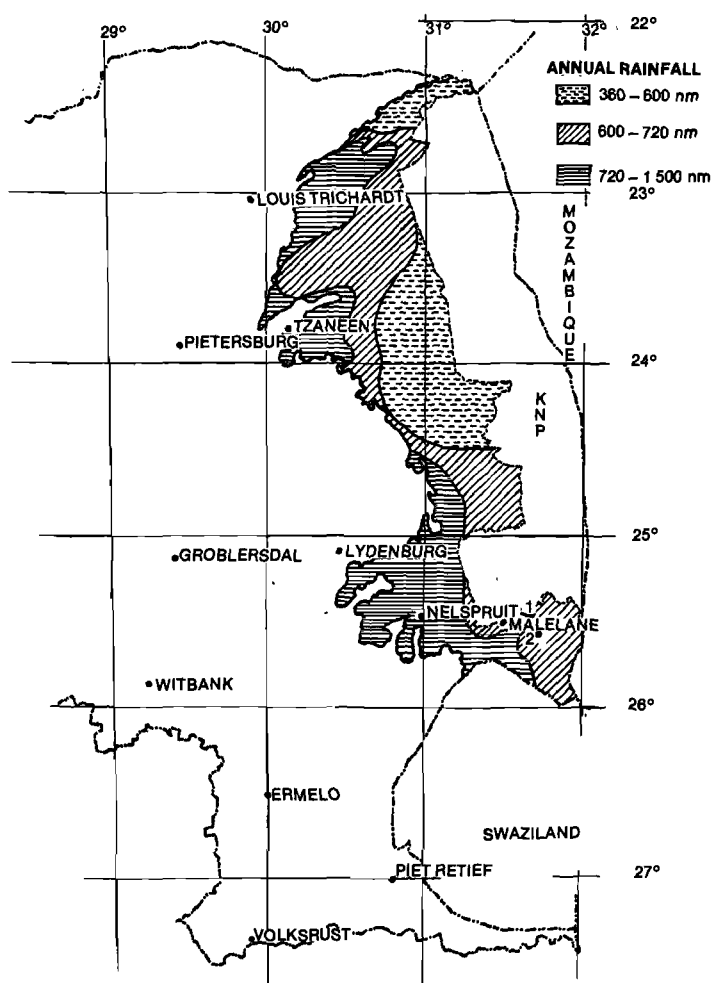 29°
30°
31°
32°
22°
ANNUAL RAINFALL
360 – 600 nm
600 – 720 nm
720 – 1 500 nm
23°
LOUIS TRICHARDT
MOZAMBIQUE
TZANEEN
PIETERSBURG
24°
KNP
25°
LYDENBURG
GROBLERSDAL
NELSPRUIT 1
MALELANE
2
WITBANK
26°
ERMELO
SWAZILAND
PIET RETIEF
27°
VOLKSRUST